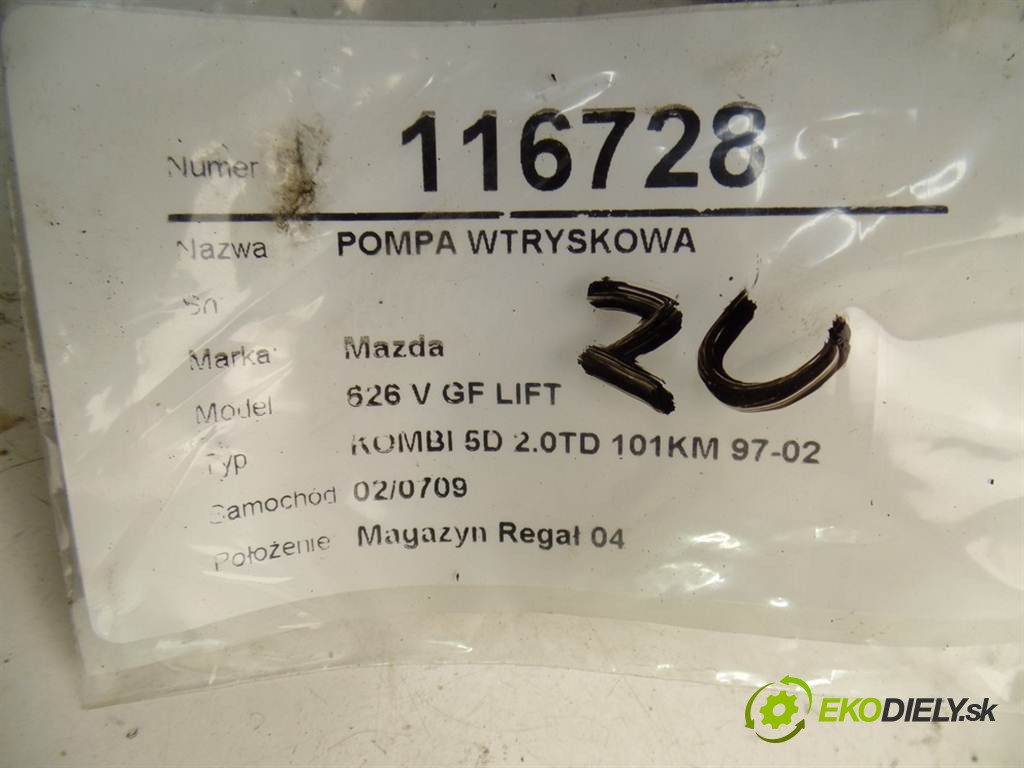 Numer 116728
Nazwa POMPA WTRYSKOWA
Sn
Marka: Mazda
Model 626 V GF LIFT
Typ KOMBI 5D 2.0TD 101KM 97-02
Samochód 02/0709
Położenie: Magazyn Regał 04
ZU
EKODIELY.sk